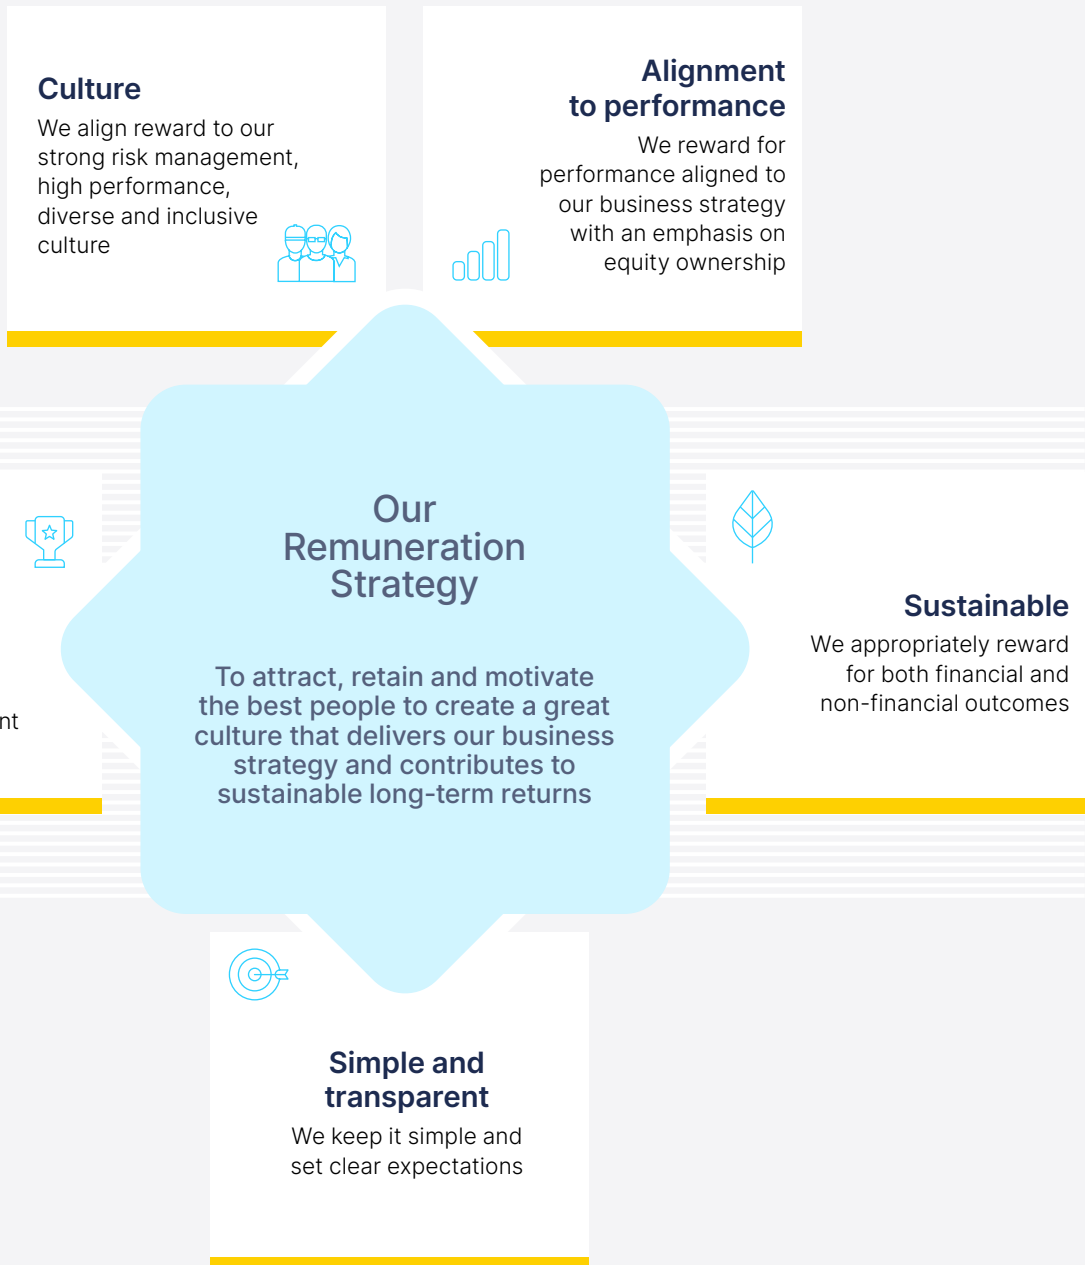 Culture
We align reward to our
strong risk management,
high performance,
diverse and inclusive
culture
Alignment
to performance
We reward for
performance aligned to
our business strategy
with an emphasis on
equity ownership
Our
Remuneration
Strategy
To attract, retain and motivate
the best people to create a great
culture that delivers our business
strategy and contributes to
sustainable long-term returns
Sustainable
We appropriately reward
for both financial and
non-financial outcomes
Simple and
transparent
We keep it simple and
set clear expectations